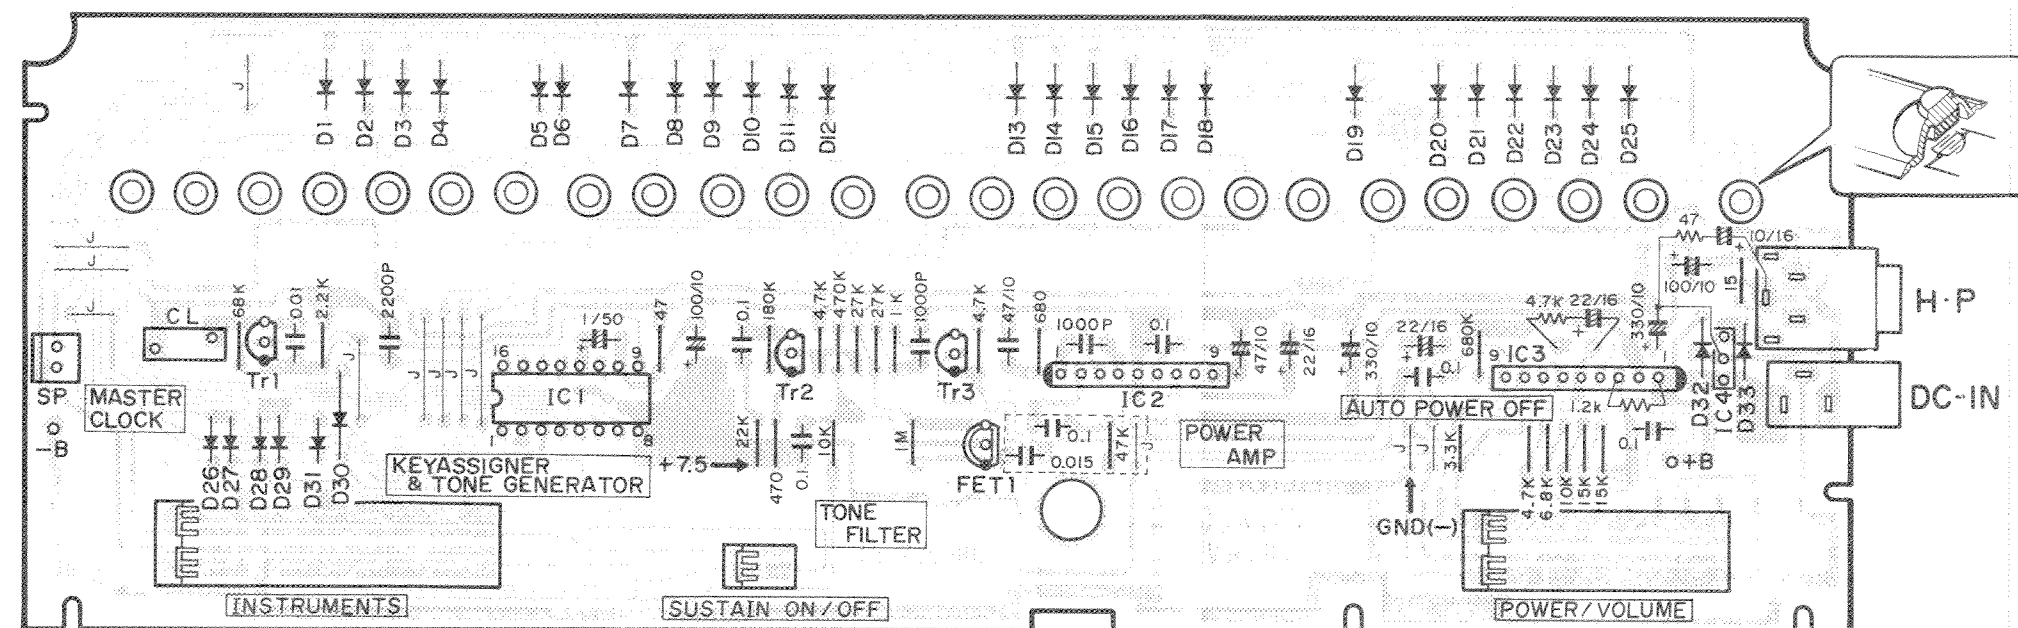 J
D1
D2
D3
D4
D5
D6
D7
D8
D9
D10
D11
D12
D13
D14
D15
D16
D17
D18
D19
D20
D21
D22
D23
D24
D25
J
J
J
SP
-B
MASTER
CLOCK
CL
68K
Tr1
0.01
2.2K
2200P
J
J
J
J
J
D26
D27
D28
D29
D31
D30
16
1/50
9
IC1
1
8
KEYASSIGNER
& TONE GENERATOR
47
100/10
+
0.1
180K
Tr2
4.7K
470K
27K
27K
1K
1000P
Tr3
4.7K
47/10
680
+7.5
22K
470
0.1
10K
1M
TONE
FILTER
FET1
0.1
0.015
47K
J
1000P
0.1
9
IC2
POWER
AMP
47/10
+
22/16
+
330/10
+
22/16
+
0.1
680K
AUTO POWER OFF
9
IC3
1
4.7k
22/16
+
330/10
+
1.2k
0.1
+B
J
J
3.3K
GND(-)
4.7K
6.8K
10K
15K
15K
47
10/16
+
100/10
+
15
D32
IC4
D33
H·P
DC-IN
INSTRUMENTS
SUSTAIN ON/OFF
POWER/VOLUME